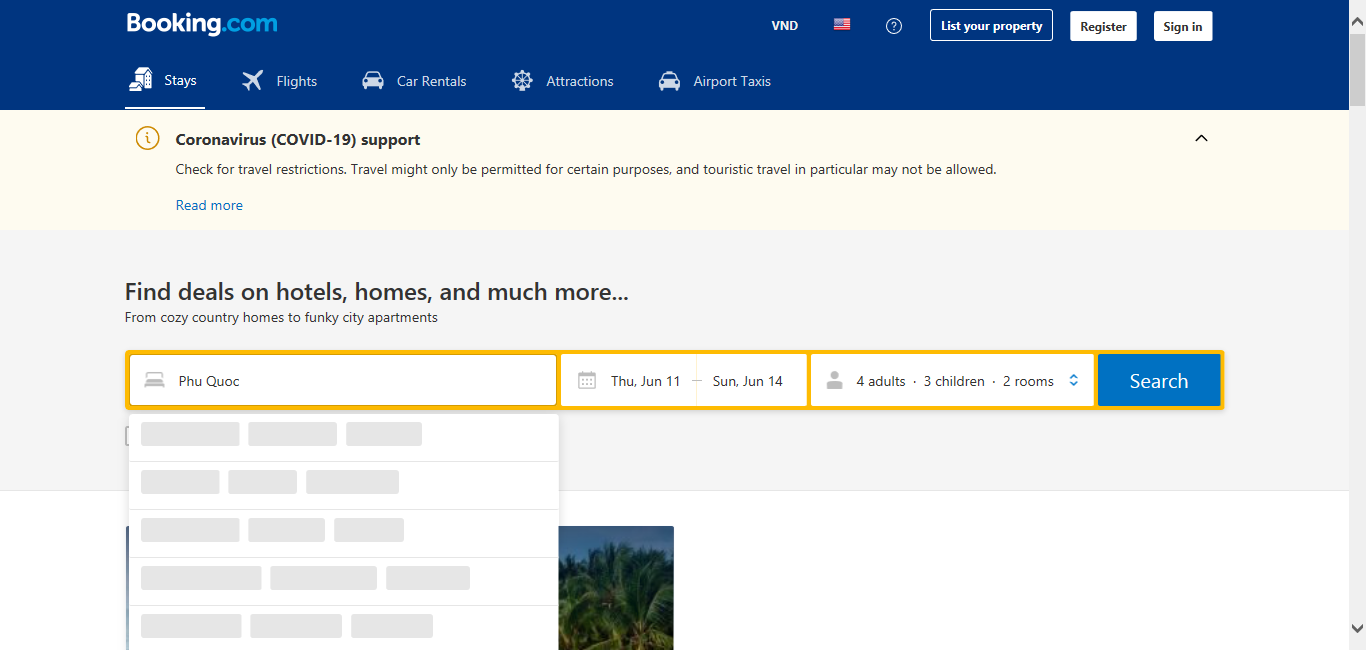 Booking.com
VND
List your property
Register
Sign in
Stays
Flights
Car Rentals
Attractions
Airport Taxis
Coronavirus (COVID-19) support
Check for travel restrictions. Travel might only be permitted for certain purposes, and touristic travel in particular may not be allowed.
Read more
Find deals on hotels, homes, and much more...
From cozy country homes to funky city apartments
Phu Quoc
Thu, Jun 11 — Sun, Jun 14
4 adults · 3 children · 2 rooms
Search